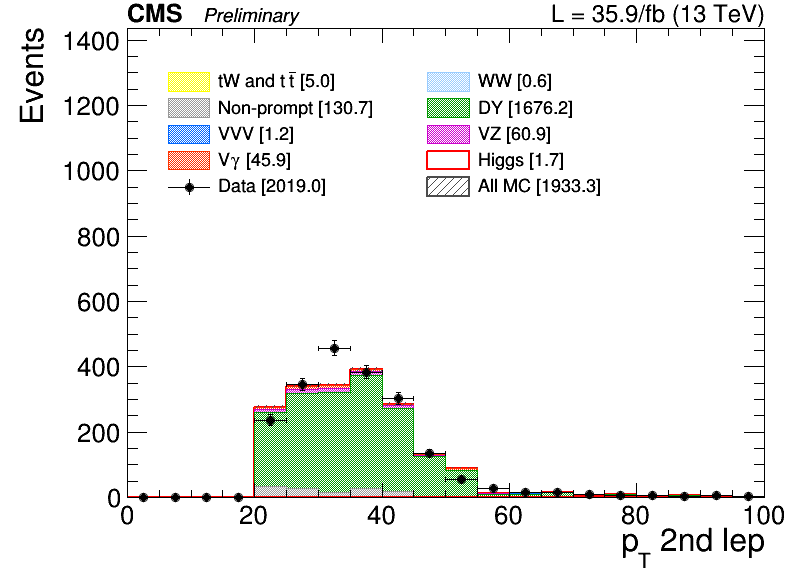 CMS Preliminary L = 35.9/fb (13 TeV)
Events
1400
1200
1000
800
600
400
200
0
tW and t t̄ [5.0] WW [0.6]
Non-prompt [130.7] DY [1676.2]
VVV [1.2] VZ [60.9]
Vγ [45.9] Higgs [1.7]
Data [2019.0] All MC [1933.3]
0 20 40 60 80 100
p_T 2nd lep